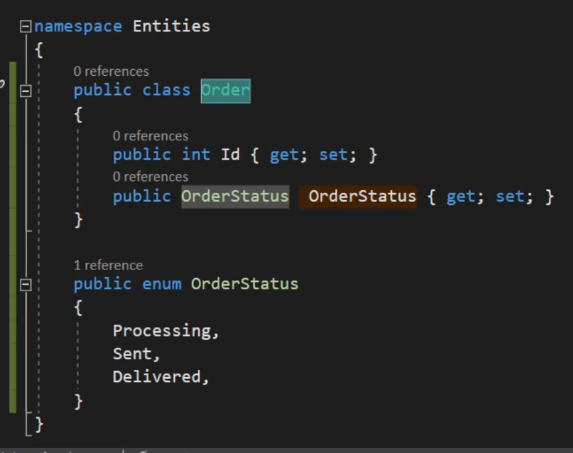 namespace Entities
{
0 references
public class Order
{
0 references
public int Id { get; set; }
0 references
public OrderStatus OrderStatus { get; set; }
}
1 reference
public enum OrderStatus
{
Processing,
Sent,
Delivered,
}
}